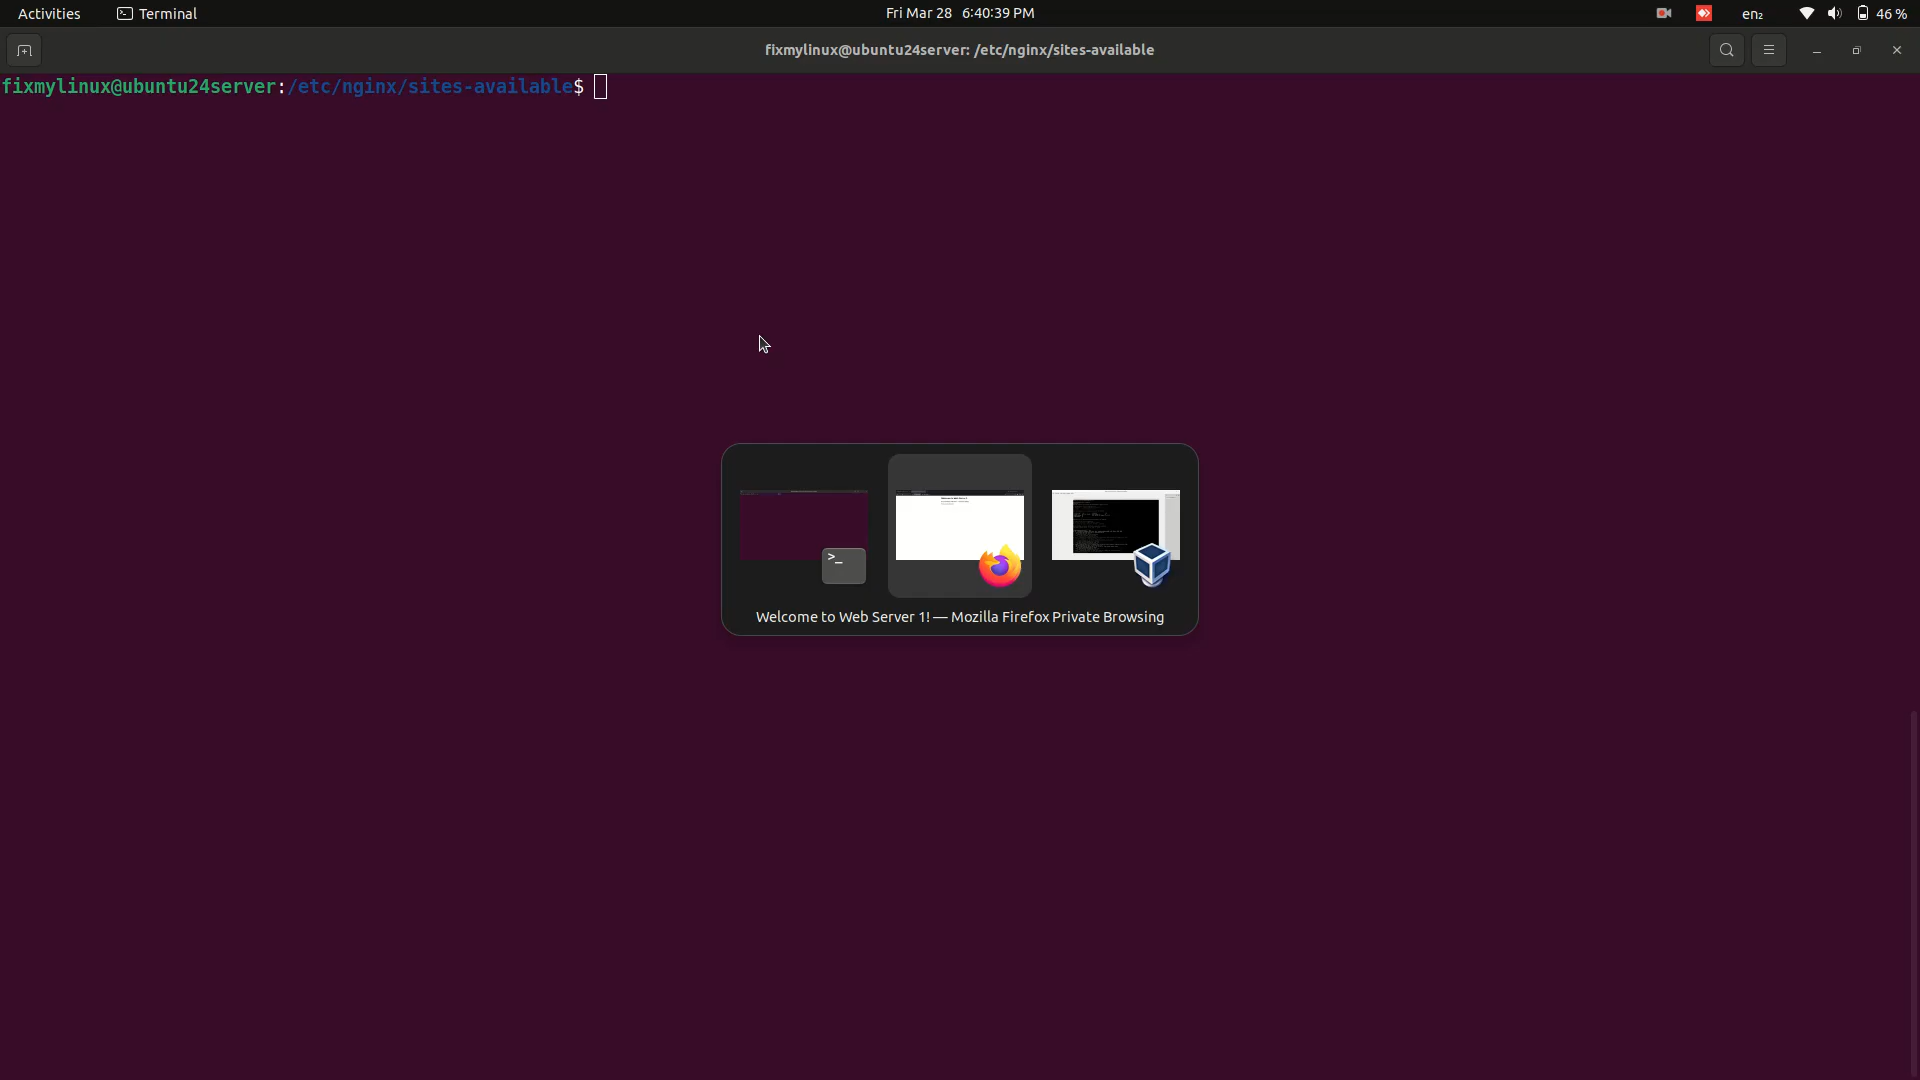 Activities Terminal Fri Mar 28 6:40:39 PM en₂ 46 %
fixmylinux@ubuntu24server: /etc/nginx/sites-available
fixmylinux@ubuntu24server:/etc/nginx/sites-available$
>_
Welcome to Web Server 1! — Mozilla Firefox Private Browsing